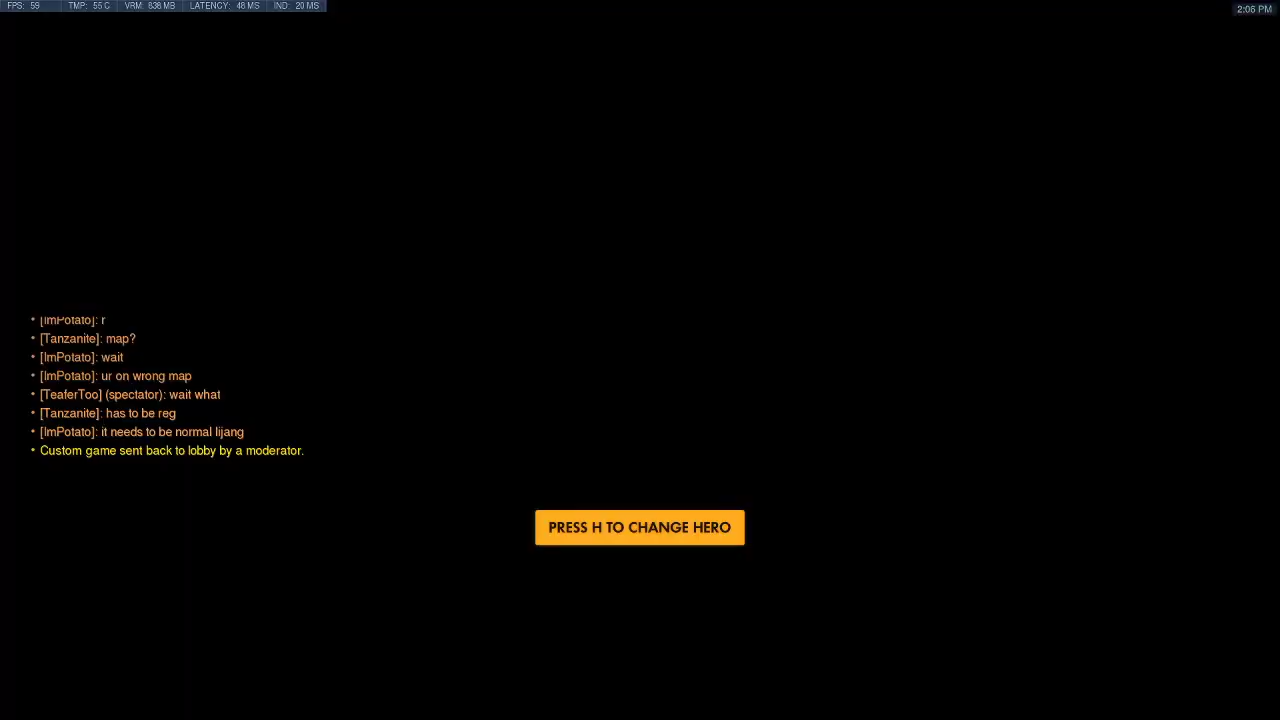 FPS: 59 TMP: 55 C VRM: 838 MB LATENCY: 48 MS IND: 20 MS
2:06 PM
• [ImPotato]: r
• [Tanzanite]: map?
• [ImPotato]: wait
• [ImPotato]: ur on wrong map
• [TeaferToo] (spectator): wait what
• [Tanzanite]: has to be reg
• [ImPotato]: it needs to be normal lijang
• Custom game sent back to lobby by a moderator.
PRESS H TO CHANGE HERO